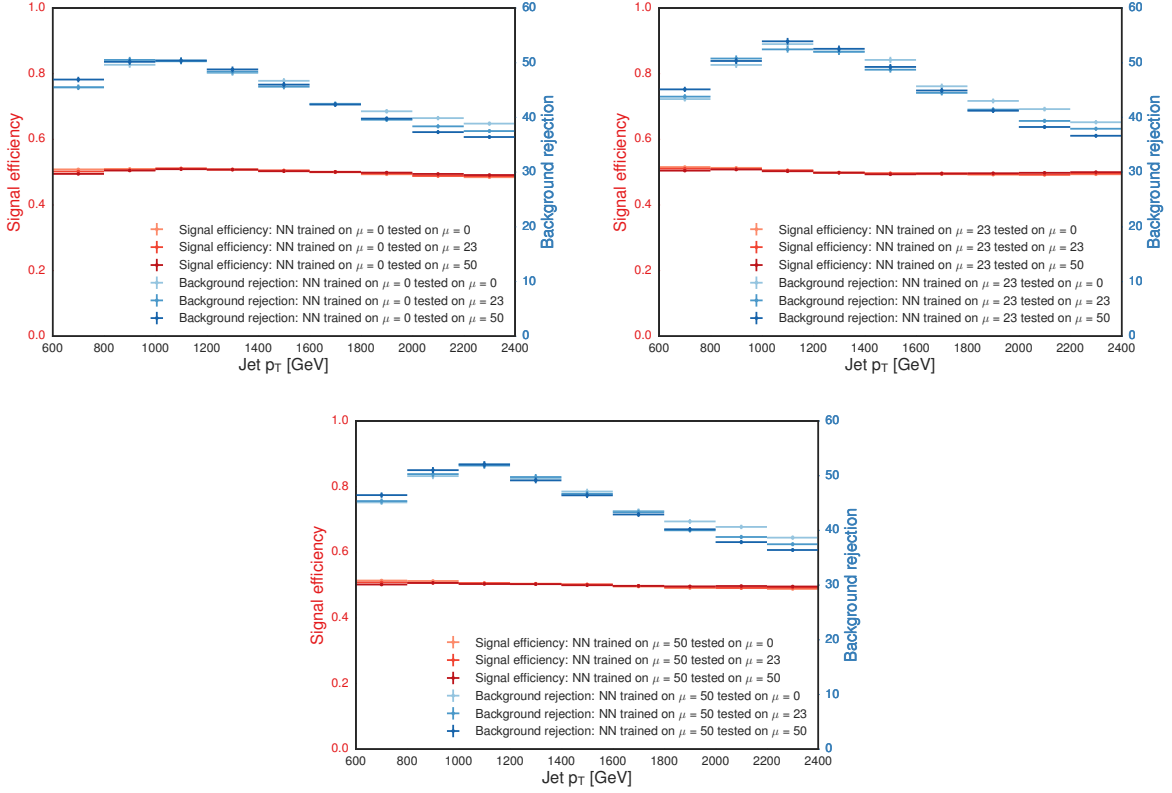 1.0
0.8
0.6
0.4
0.2
0.0
Signal efficiency
60
50
40
30
20
10
0
Background rejection
Signal efficiency: NN trained on μ = 0 tested on μ = 0
Signal efficiency: NN trained on μ = 0 tested on μ = 23
Signal efficiency: NN trained on μ = 0 tested on μ = 50
Background rejection: NN trained on μ = 0 tested on μ = 0
Background rejection: NN trained on μ = 0 tested on μ = 23
Background rejection: NN trained on μ = 0 tested on μ = 50
600 800 1000 1200 1400 1600 1800 2000 2200 2400
Jet p_T [GeV]
1.0
0.8
0.6
0.4
0.2
0.0
Signal efficiency
60
50
40
30
20
10
0
Background rejection
Signal efficiency: NN trained on μ = 23 tested on μ = 0
Signal efficiency: NN trained on μ = 23 tested on μ = 23
Signal efficiency: NN trained on μ = 23 tested on μ = 50
Background rejection: NN trained on μ = 23 tested on μ = 0
Background rejection: NN trained on μ = 23 tested on μ = 23
Background rejection: NN trained on μ = 23 tested on μ = 50
600 800 1000 1200 1400 1600 1800 2000 2200 2400
Jet p_T [GeV]
1.0
0.8
0.6
0.4
0.2
0.0
Signal efficiency
60
50
40
30
20
10
0
Background rejection
Signal efficiency: NN trained on μ = 50 tested on μ = 0
Signal efficiency: NN trained on μ = 50 tested on μ = 23
Signal efficiency: NN trained on μ = 50 tested on μ = 50
Background rejection: NN trained on μ = 50 tested on μ = 0
Background rejection: NN trained on μ = 50 tested on μ = 23
Background rejection: NN trained on μ = 50 tested on μ = 50
600 800 1000 1200 1400 1600 1800 2000 2200 2400
Jet p_T [GeV]